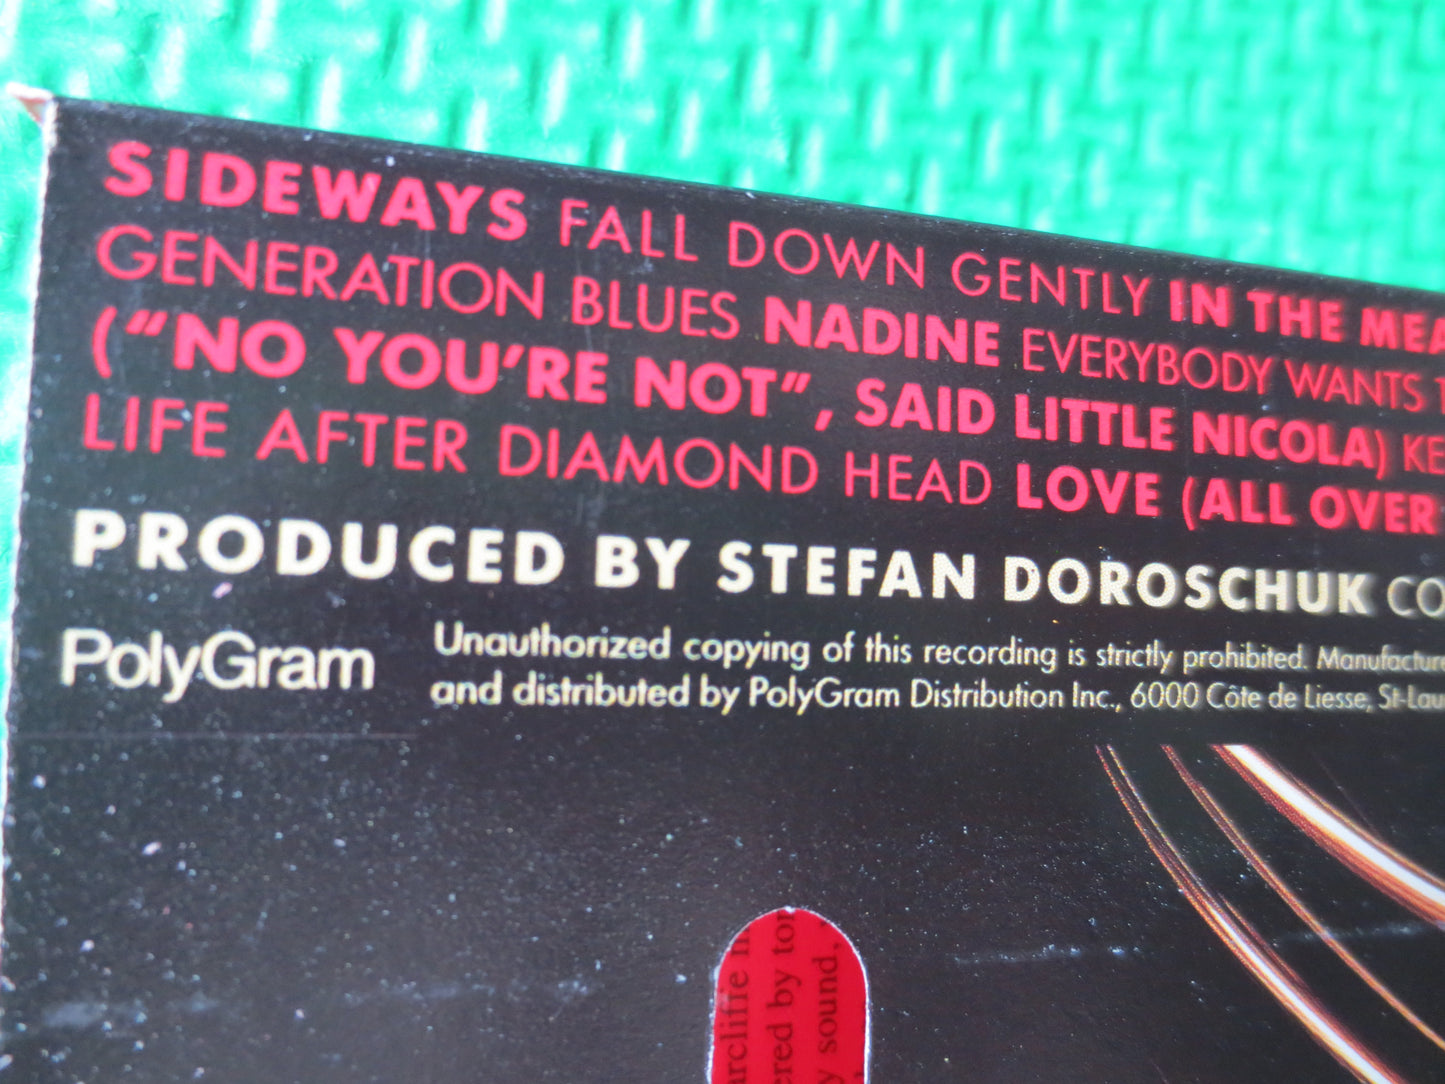 SIDEWAYS FALL DOWN GENTLY IN THE
GENERATION BLUES NADINE EVERYBODY WANTS
("NO YOU'RE NOT", SAID LITTLE NICOLA)
LIFE AFTER DIAMOND HEAD LOVE (ALL OVER
PRODUCED BY STEFAN DOROSCHUK
PolyGram
Unauthorized copying of this recording is strictly prohibited.
and distributed by PolyGram Distribution Inc., 6000 Côte de Liesse,
sound,
by